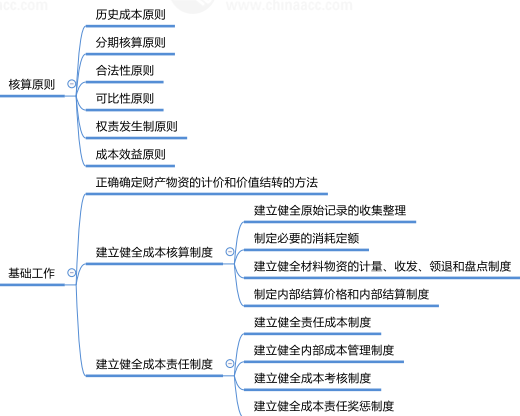 www.chinaacc.com
历史成本原则
分期核算原则
合法性原则
核算原则
可比性原则
权责发生制原则
成本效益原则
正确确定财产物资的计价和价值结转的方法
建立健全原始记录的收集整理
制定必要的消耗定额
建立健全成本核算制度
建立健全材料物资的计量、收发、领退和盘点制度
基础工作
制定内部结算价格和内部结算制度
建立健全责任成本制度
建立健全内部成本管理制度
建立健全成本责任制度
建立健全成本考核制度
建立健全成本责任奖惩制度